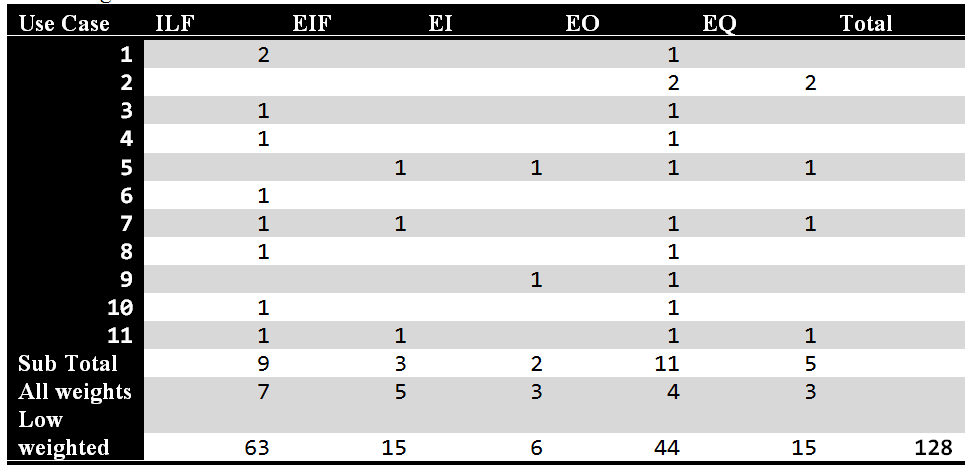 Use Case ILF EIF EI EO EQ Total
1 2 1
2 2 2
3 1 1
4 1 1
5 1 1 1 1
6 1
7 1 1 1 1
8 1 1
9 1 1
10 1 1
11 1 1 1 1
Sub Total 9 3 2 11 5
All weights 7 5 3 4 3
Low
weighted 63 15 6 44 15 128